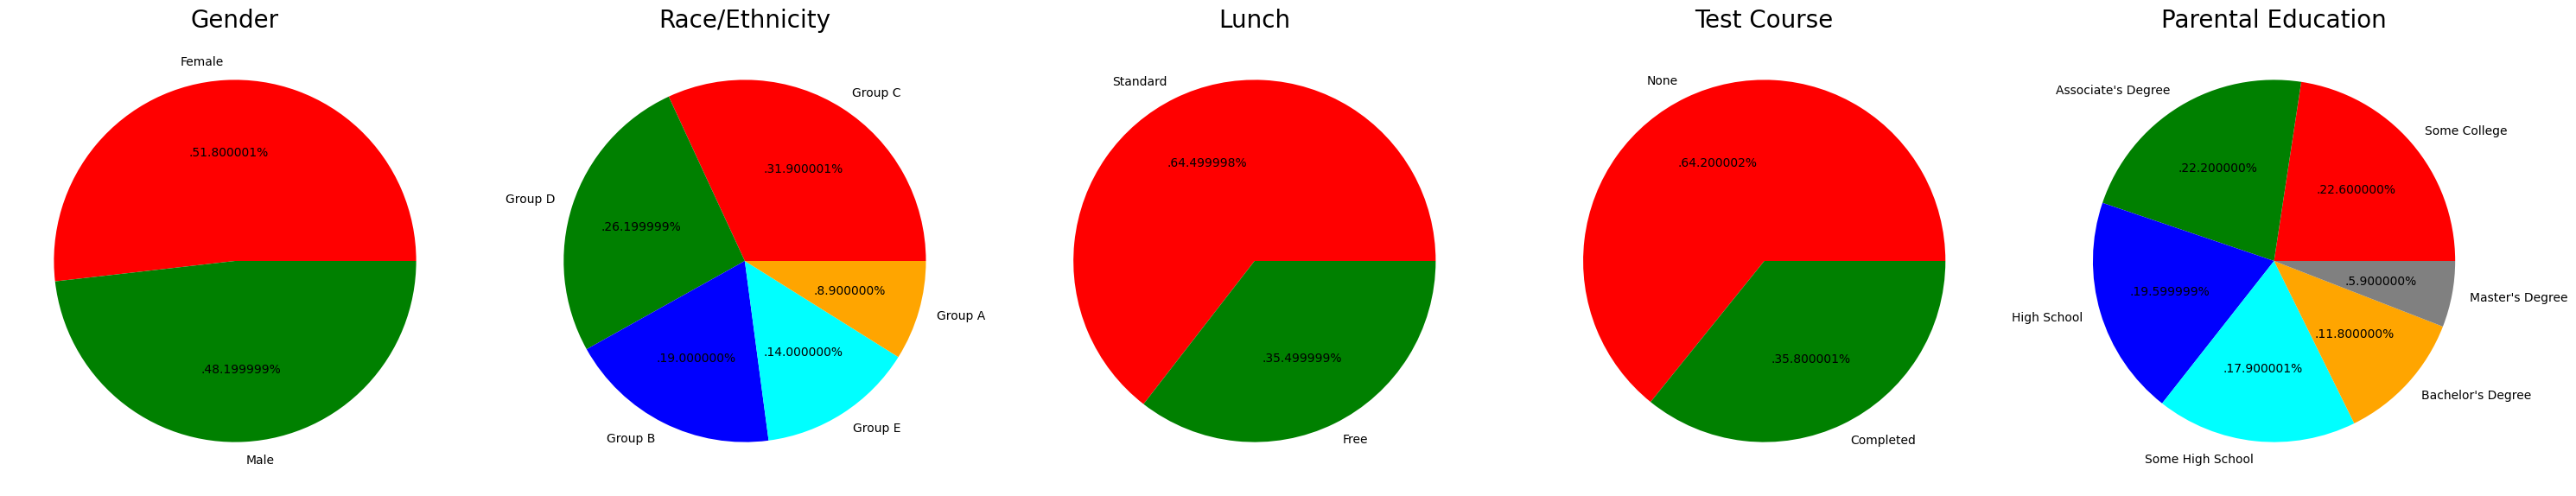 Gender
Female
.51.800001%
.48.199999%
Male
Race/Ethnicity
Group C
.31.900001%
Group D
.26.199999%
.8.900000%
Group A
.19.000000%
.14.000000%
Group E
Group B
Lunch
Standard
.64.499998%
.35.499999%
Free
Test Course
None
.64.200002%
.35.800001%
Completed
Parental Education
Associate's Degree
Some College
.22.200000%
.22.600000%
.5.900000%
.19.599999%
Master's Degree
High School
.11.800000%
.17.900001%
Bachelor's Degree
Some High School